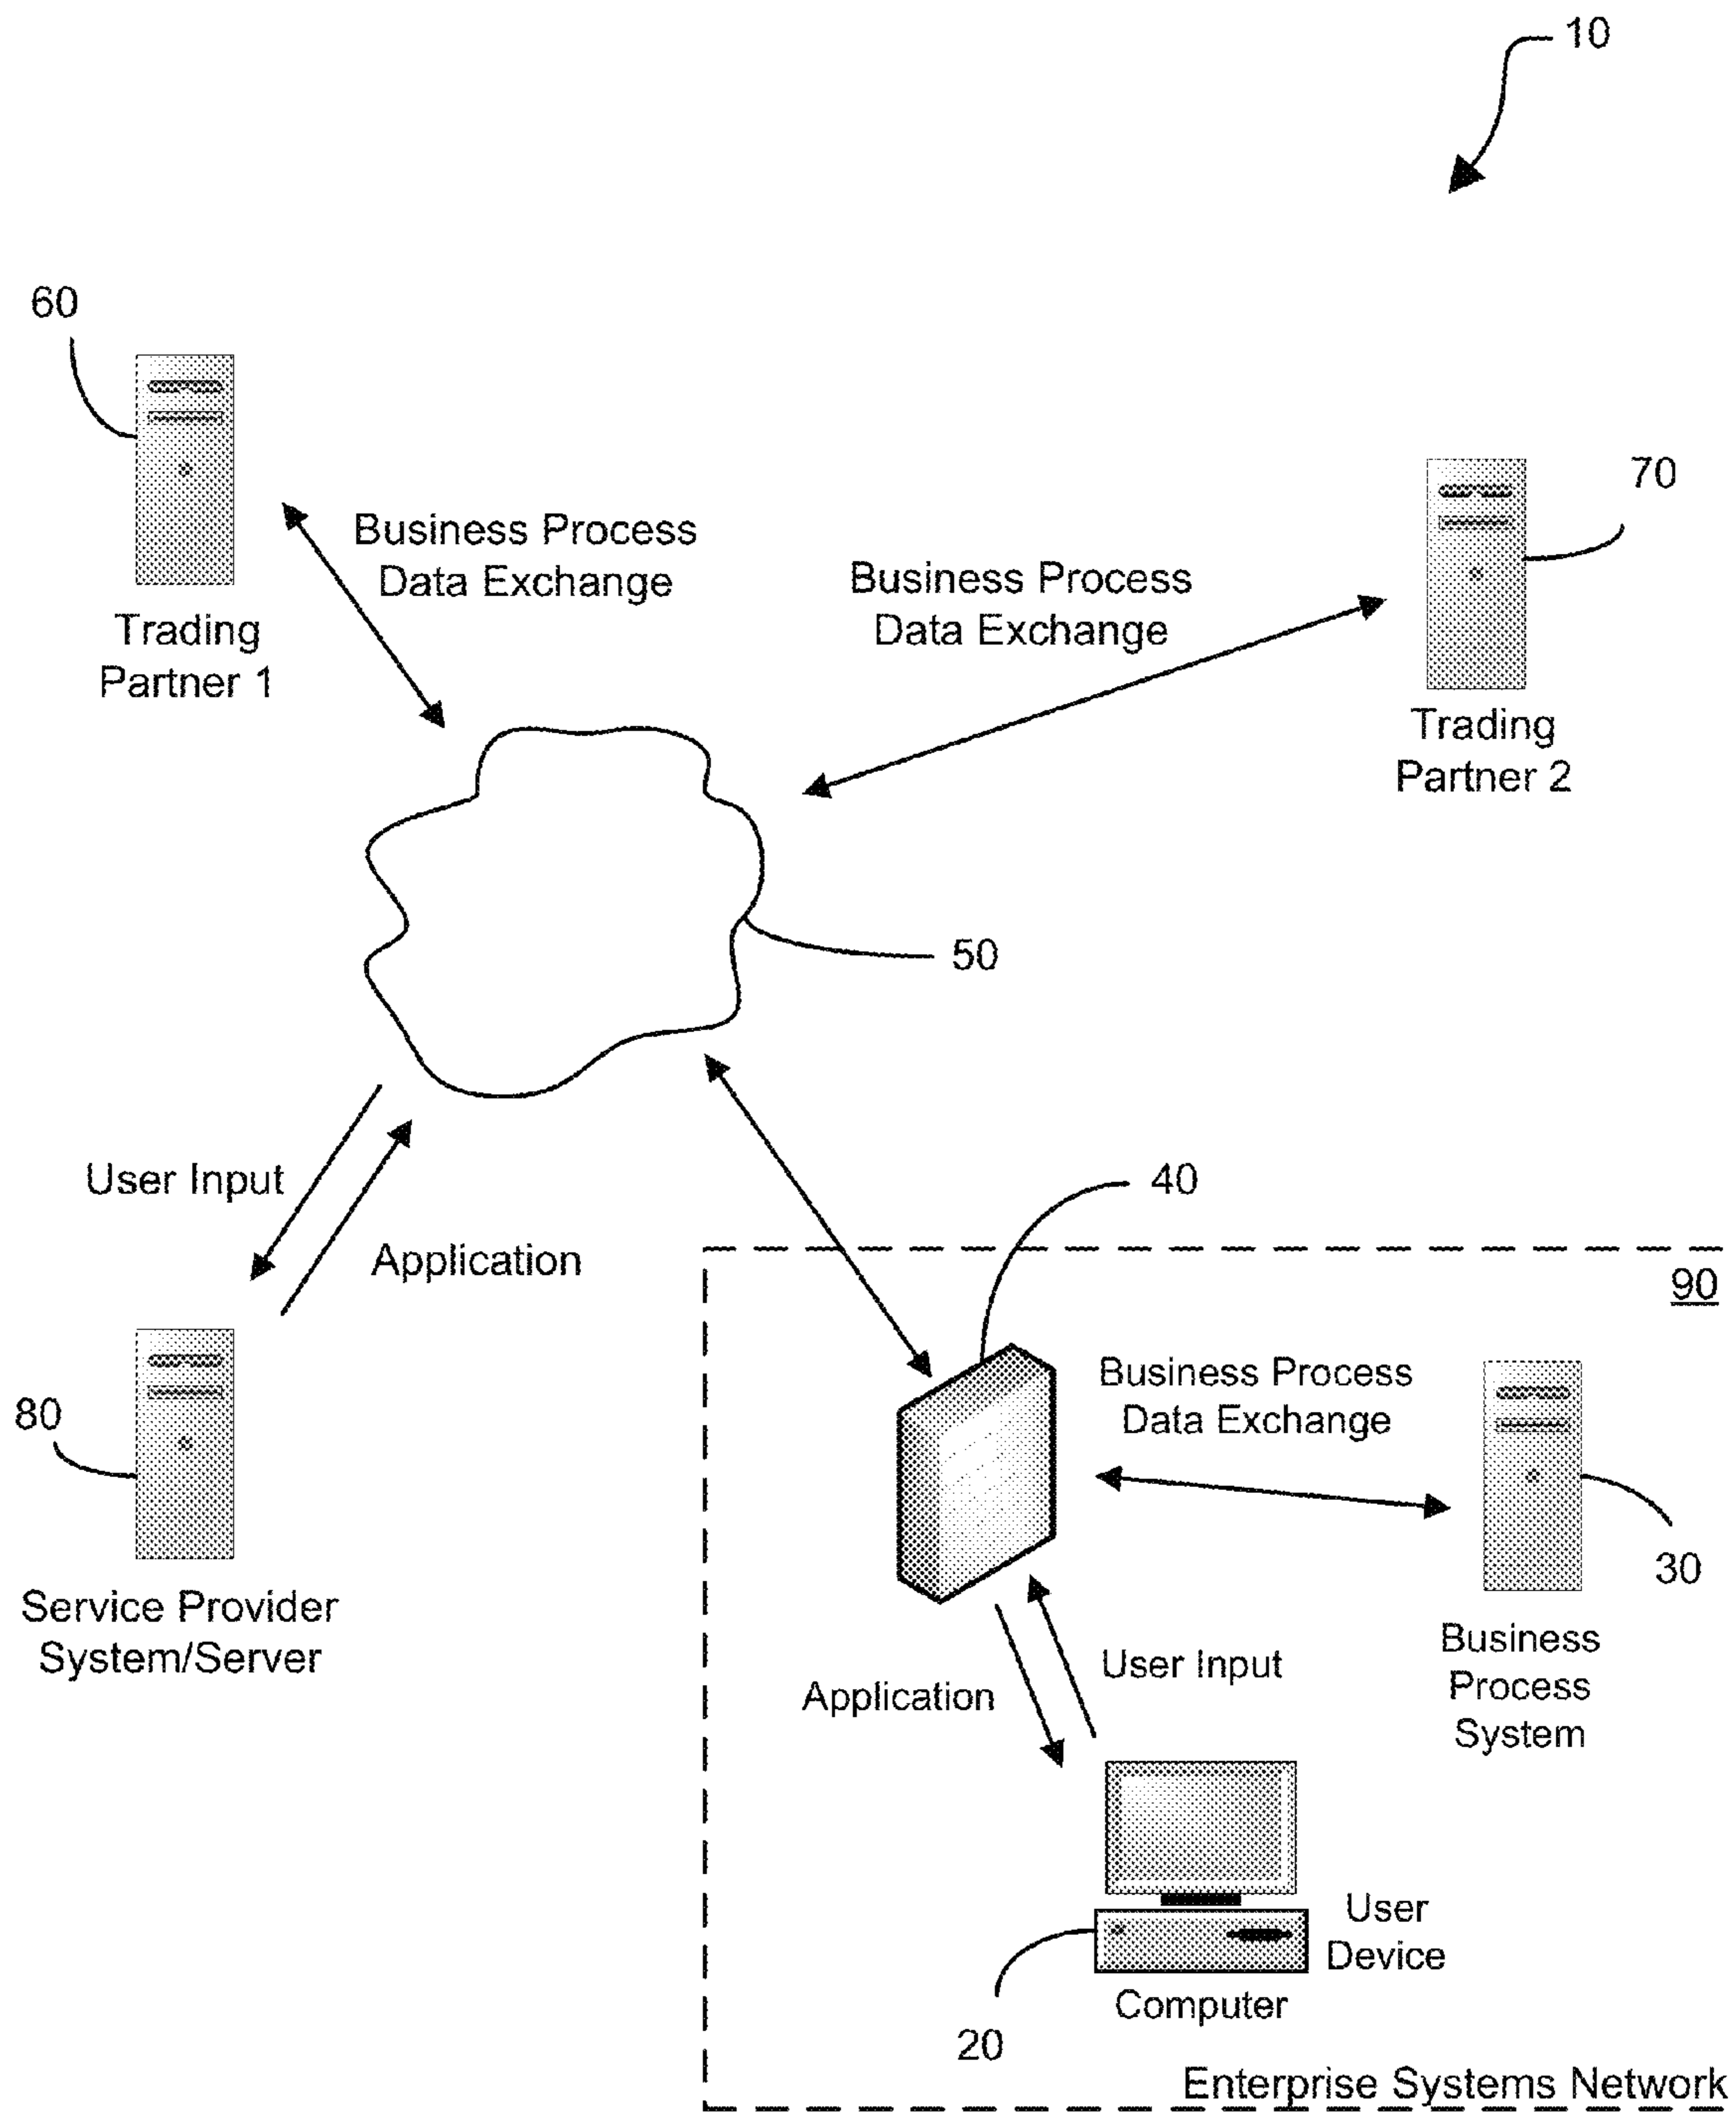 10
60
Business Process
Data Exchange
Trading
Partner 1
70
Business Process
Data Exchange
Trading
Partner 2
50
User Input
Application
40
90
80
Service Provider
System/Server
Business Process
Data Exchange
30
Business
Process
System
User Input
Application
User
Device
Computer
20
Enterprise Systems Network